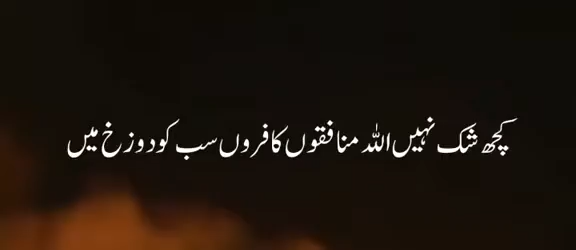 کچھ شک نہیں اللہ منافقوں کافروں سب کو دوزخ میں